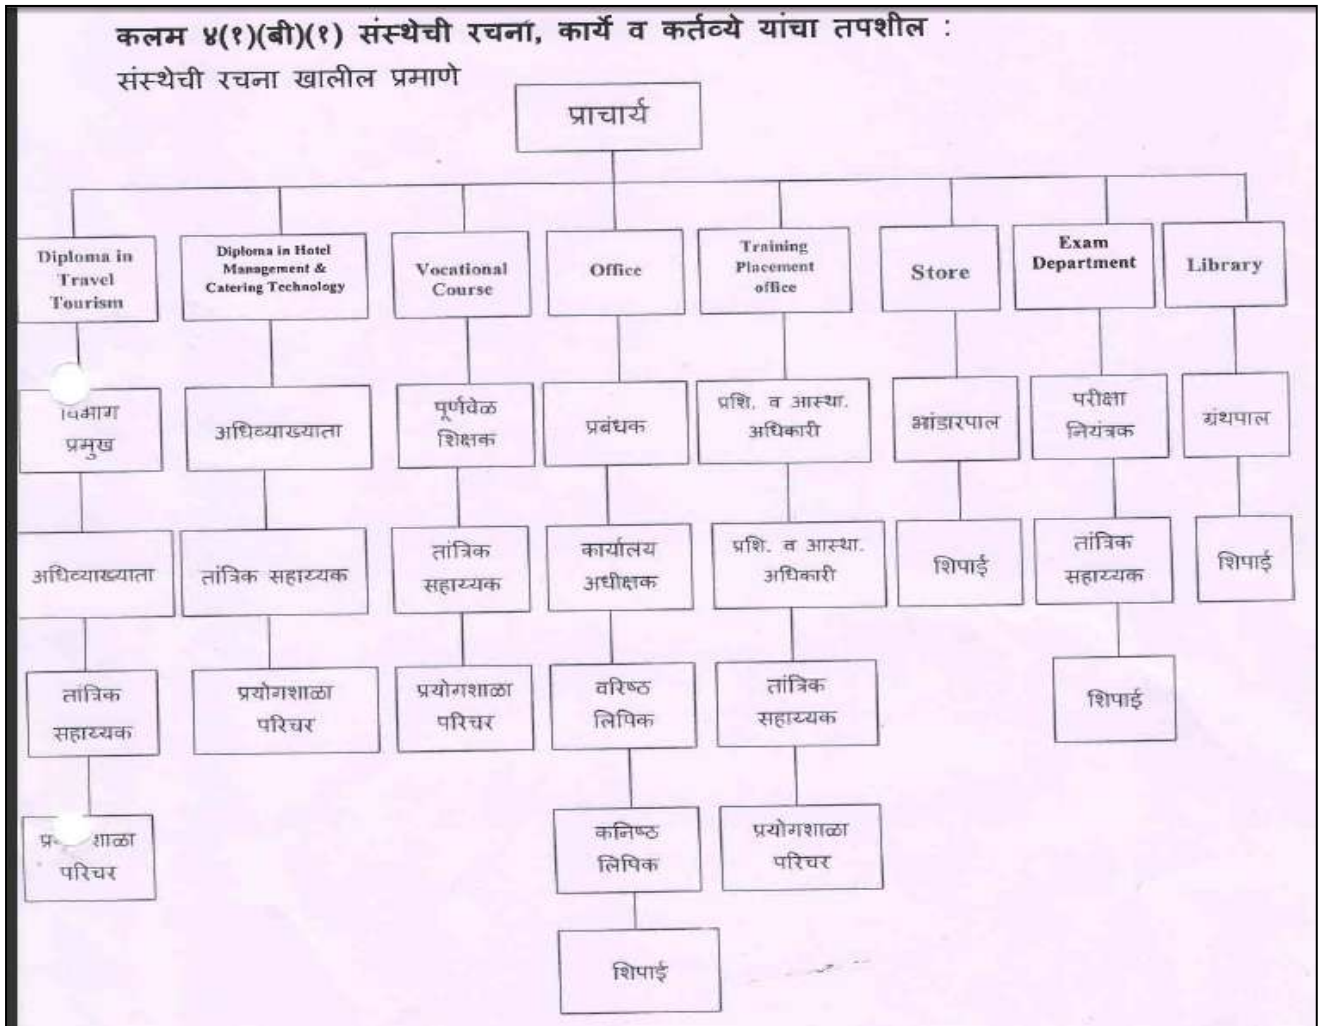 कलम ४(१)(बी)(१) संस्थेची रचना, कार्ये व कर्तव्ये यांचा तपशील :
संस्थेची रचना खालील प्रमाणे
प्राचार्य
Diploma in
Travel
Tourism
Diploma in Hotel
Management &
Catering Technology
Vocational
Course
Office
Training
Placement
office
Store
Exam
Department
Library
विभाग
प्रमुख
अधिव्याख्याता
पूर्णवेळ
शिक्षक
प्रबंधक
प्रशि. व आस्था.
अधिकारी
भांडारपाल
परीक्षा
नियंत्रक
ग्रंथपाल
अधिव्याख्याता
तांत्रिक सहाय्यक
तांत्रिक
सहाय्यक
कार्यालय
अधीक्षक
प्रशि. व आस्था.
अधिकारी
शिपाई
तांत्रिक
सहाय्यक
शिपाई
तांत्रिक
सहाय्यक
प्रयोगशाळा
परिचर
प्रयोगशाळा
परिचर
वरिष्ठ
लिपिक
तांत्रिक
सहाय्यक
शिपाई
परिचर
कनिष्ठ
लिपिक
प्रयोगशाळा
परिचर
शिपाई